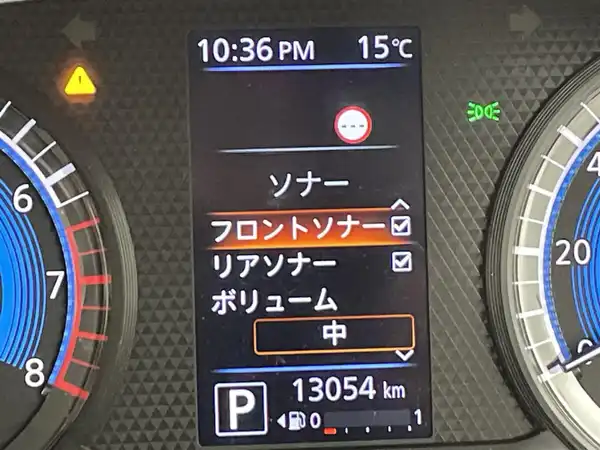 10:36 PM 15℃
---
ソナー
フロントソナー
リアソナー
ボリューム
中
13054 km
P
0 1
6
7
8
4
20
0